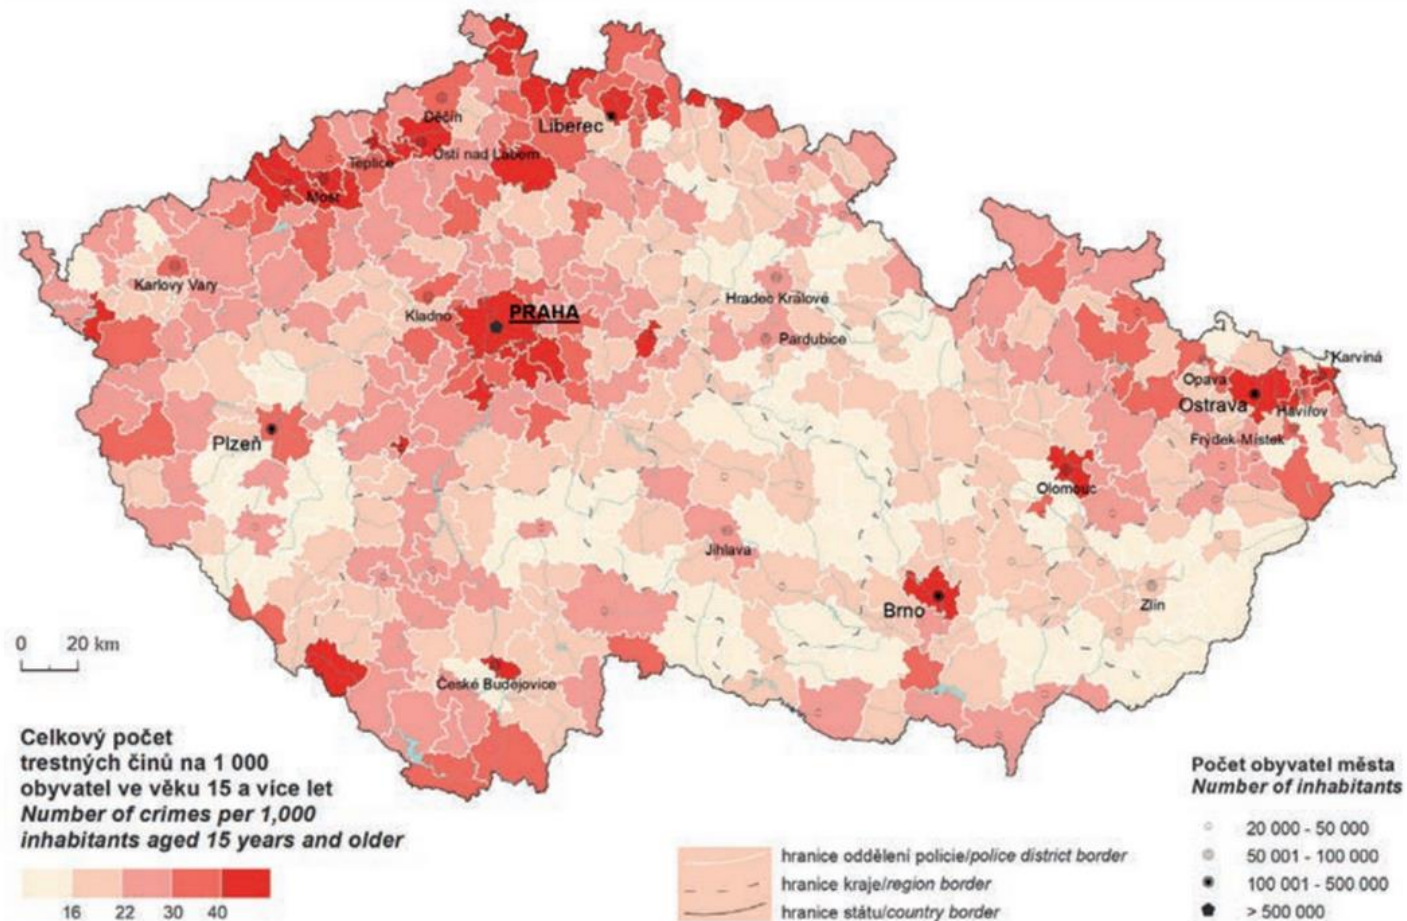 Děčín
Liberec
Teplice
Ústí nad Labem
Most
Karlovy Vary
Kladno
PRAHA
Hradec Králové
Pardubice
Karviná
Opava
Ostrava
Havířov
Plzeň
Frýdek-Místek
Olomouc
Jihlava
Brno
Zlín
České Budějovice
0 20 km
Celkový počet
trestných činů na 1 000
obyvatel ve věku 15 a více let
Number of crimes per 1,000
inhabitants aged 15 years and older
16 22 30 40
hranice oddělení policie/police district border
hranice kraje/region border
hranice státu/country border
Počet obyvatel města
Number of inhabitants
20 000 - 50 000
50 001 - 100 000
100 001 - 500 000
> 500 000